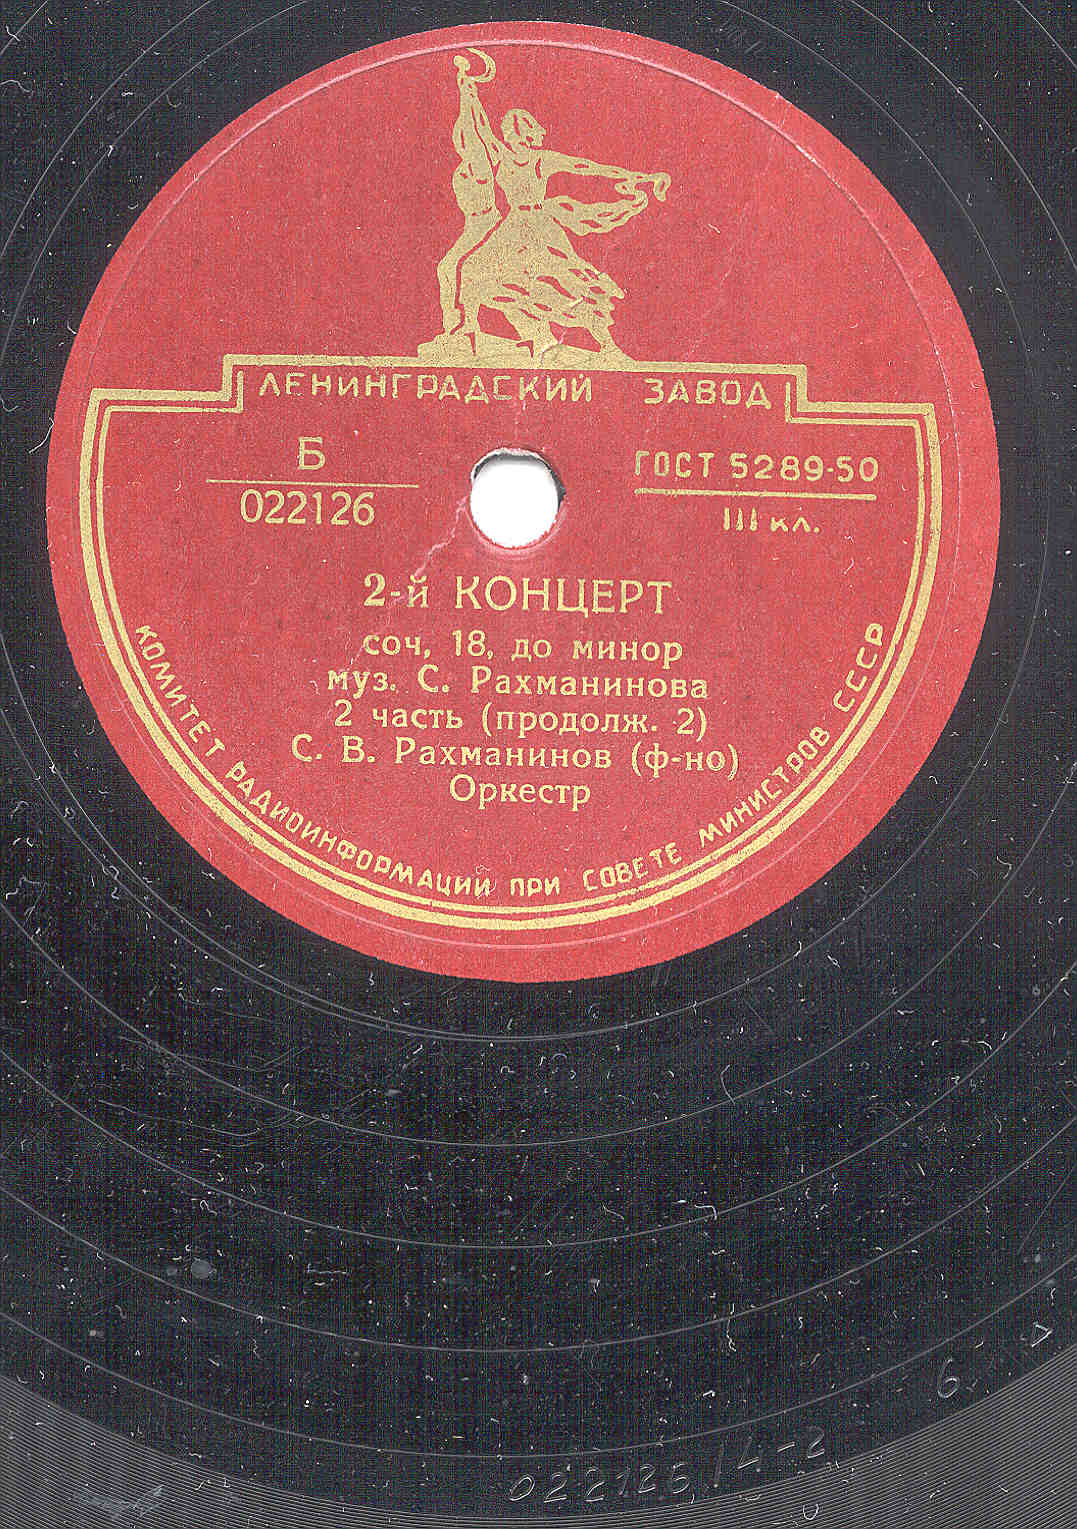 ЛЕНИНГРАДСКИЙ ЗАВОД
Б
022126
ГОСТ 5289-50
III кл.
2-й КОНЦЕРТ
соч. 18, до минор
муз. С. Рахманинова
2 часть (продолж. 2)
С. В. Рахманинов (ф-но)
Оркестр
КОМИТЕТ РАДИОИНФОРМАЦИИ ПРИ СОВЕТЕ МИНИСТРОВ СССР
022126/4-2